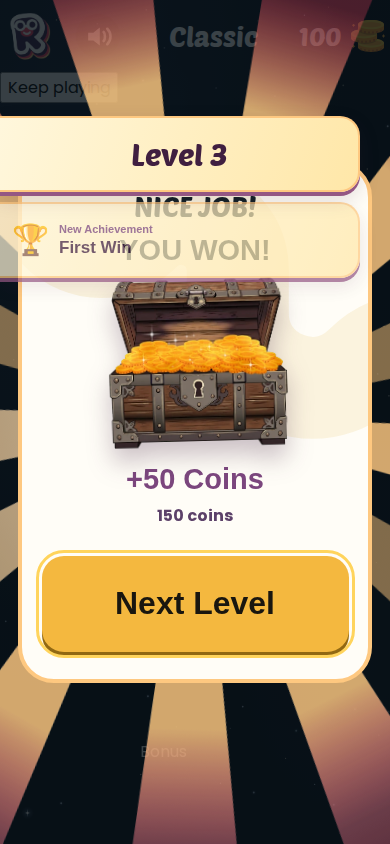 Classic
100
Keep playing
Level 3
NICE JOB!
New Achievement
First Win
YOU WON!
+50 Coins
150 coins
Next Level
Bonus